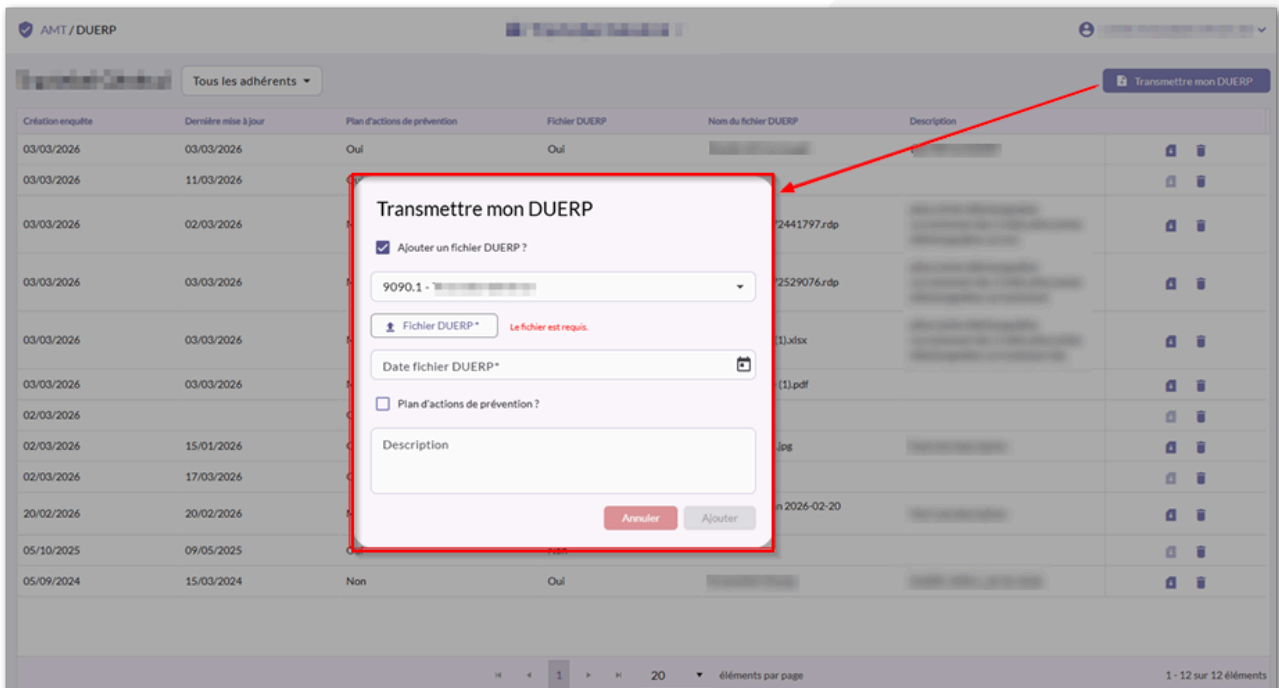 AMT / DUERP
Tous les adhérents
Transmettre mon DUERP
Création enquête Dernière mise à jour Plan d'actions de prévention Fichier DUERP Nom du fichier DUERP Description
03/03/2026 03/03/2026 Oui Oui
03/03/2026 11/03/2026
03/03/2026 02/03/2026 2441797.rdp
03/03/2026 03/03/2026 2529076.rdp
03/03/2026 03/03/2026 (1).xlsx
03/03/2026 03/03/2026 (1).pdf
02/03/2026
02/03/2026 15/01/2026 .jpg
02/03/2026 17/03/2026
20/02/2026 20/02/2026 2026-02-20
05/10/2025 09/05/2025
05/09/2024 15/03/2024 Non Oui
Transmettre mon DUERP
Ajouter un fichier DUERP ?
9090.1 -
Fichier DUERP* Le fichier est requis.
Date fichier DUERP*
Plan d'actions de prévention ?
Description
Annuler Ajouter
1 20 éléments par page 1 - 12 sur 12 éléments